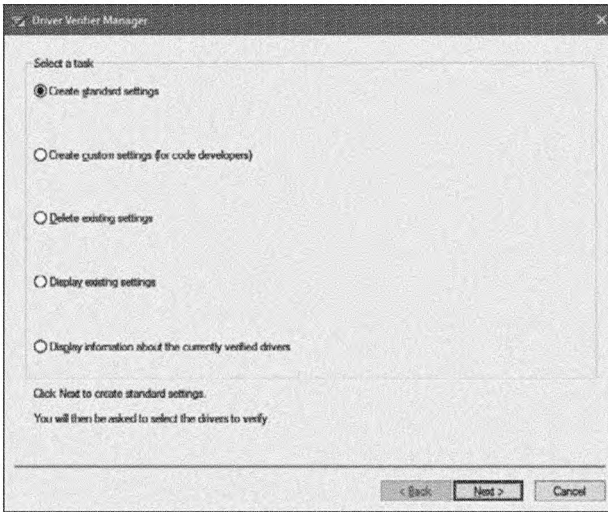 Driver Verifier Manager
Select a task
Create standard settings
Create custom settings (for code developers)
Delete existing settings
Display existing settings
Display information about the currently verified drivers
Click Next to create standard settings.
You will then be asked to select the drivers to verify
< Back Next > Cancel